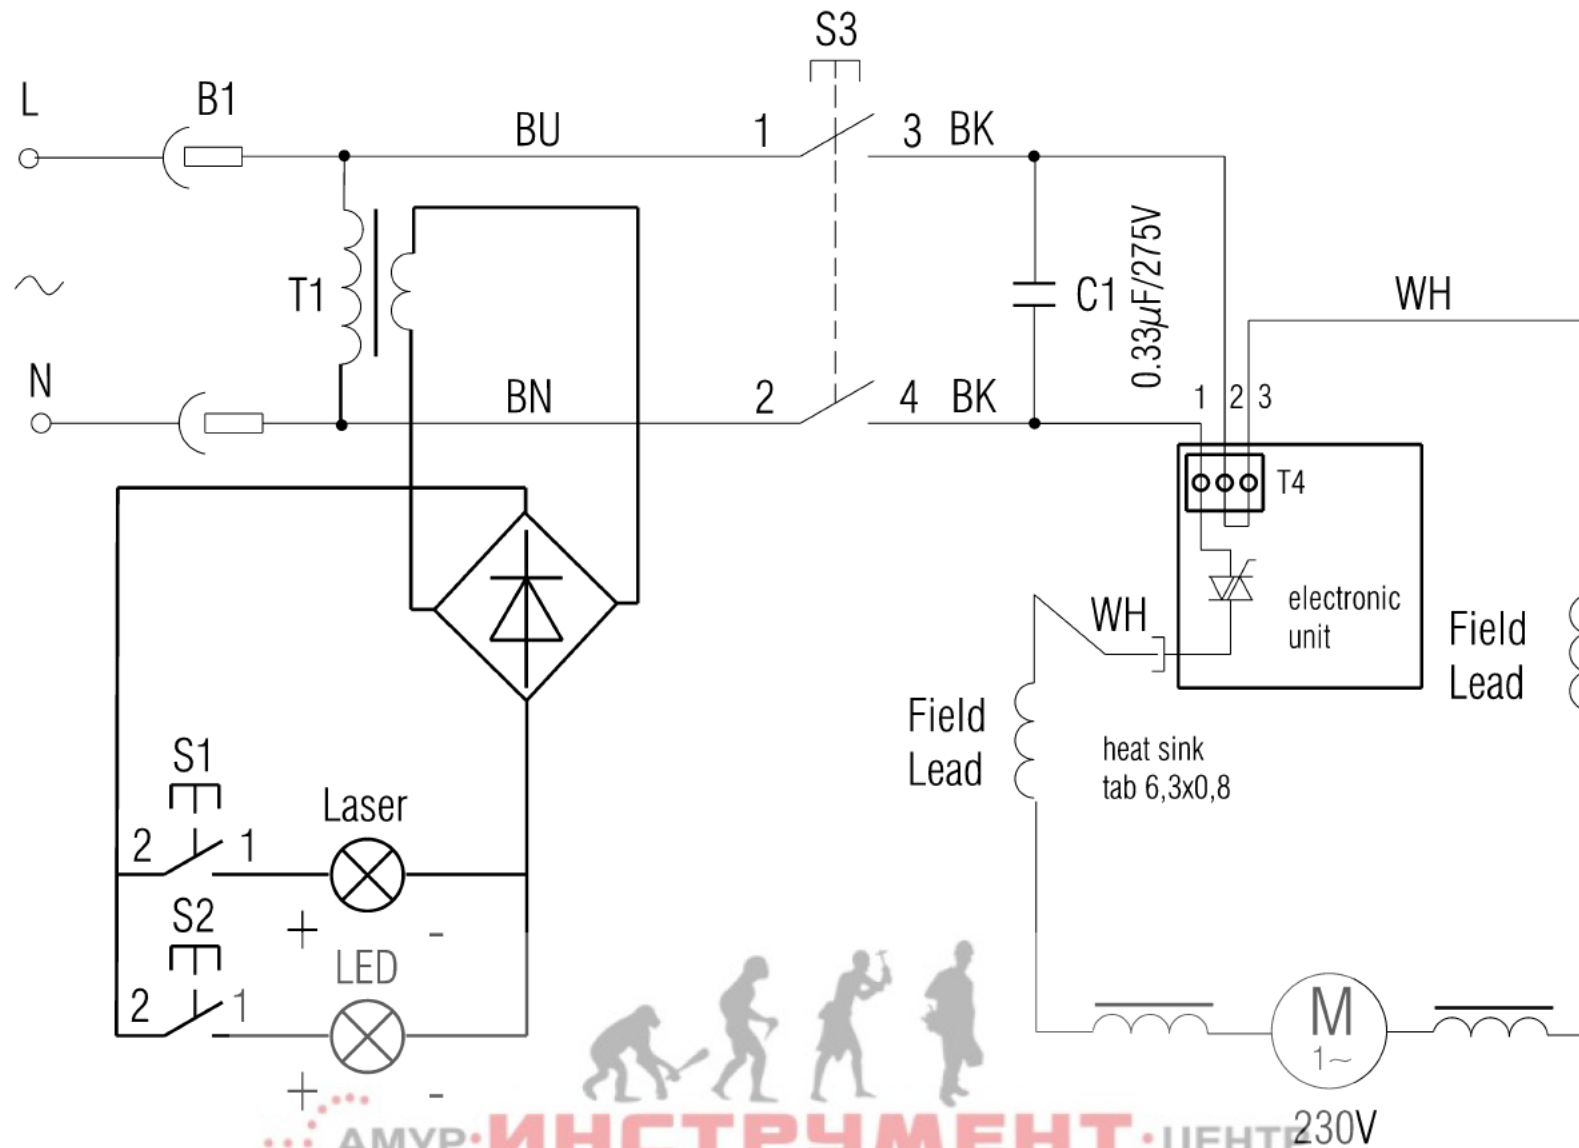 S3
L
B1
BU
1
3 BK
T1
C1
0.33µF/275V
WH
N
BN
2
4 BK
1 2 3
T4
electronic
unit
WH
Field
Lead
Field
Lead
heat sink
tab 6,3x0,8
S1
Laser
2 1
+ -
S2
LED
2 1
+ -
M
1~
230V
АМУР·ИНСТРУМЕНТ·ЦЕНТР